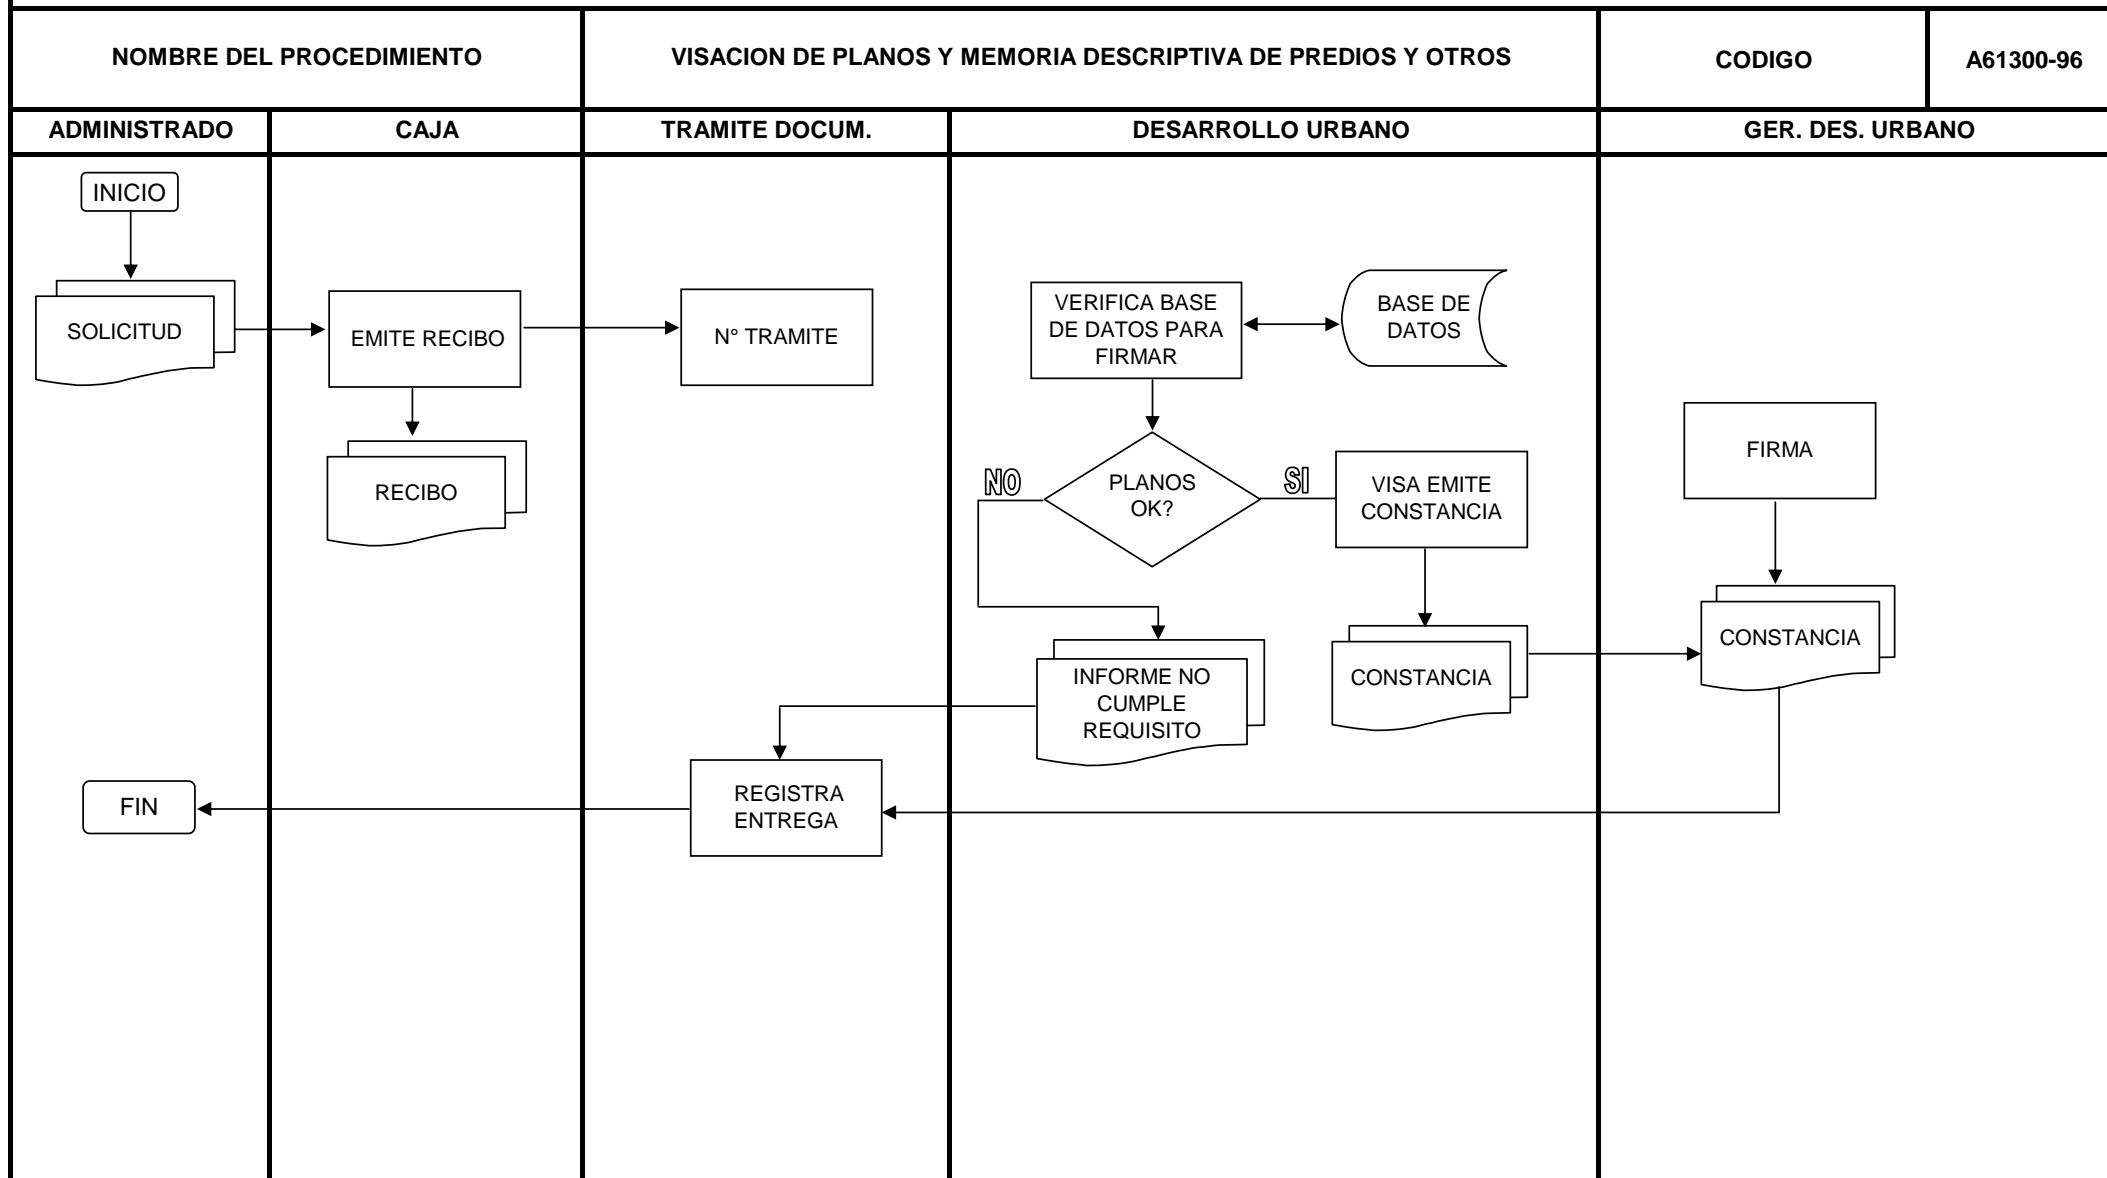 NOMBRE DEL PROCEDIMIENTO
VISACION DE PLANOS Y MEMORIA DESCRIPTIVA DE PREDIOS Y OTROS
CODIGO
A61300-96
ADMINISTRADO
CAJA
TRAMITE DOCUM.
DESARROLLO URBANO
GER. DES. URBANO
INICIO
SOLICITUD
EMITE RECIBO
RECIBO
N° TRAMITE
VERIFICA BASE
DE DATOS PARA
FIRMAR
BASE DE
DATOS
PLANOS
OK?
NO
SI
VISA EMITE
CONSTANCIA
FIRMA
CONSTANCIA
CONSTANCIA
INFORME NO
CUMPLE
REQUISITO
REGISTRA
ENTREGA
FIN